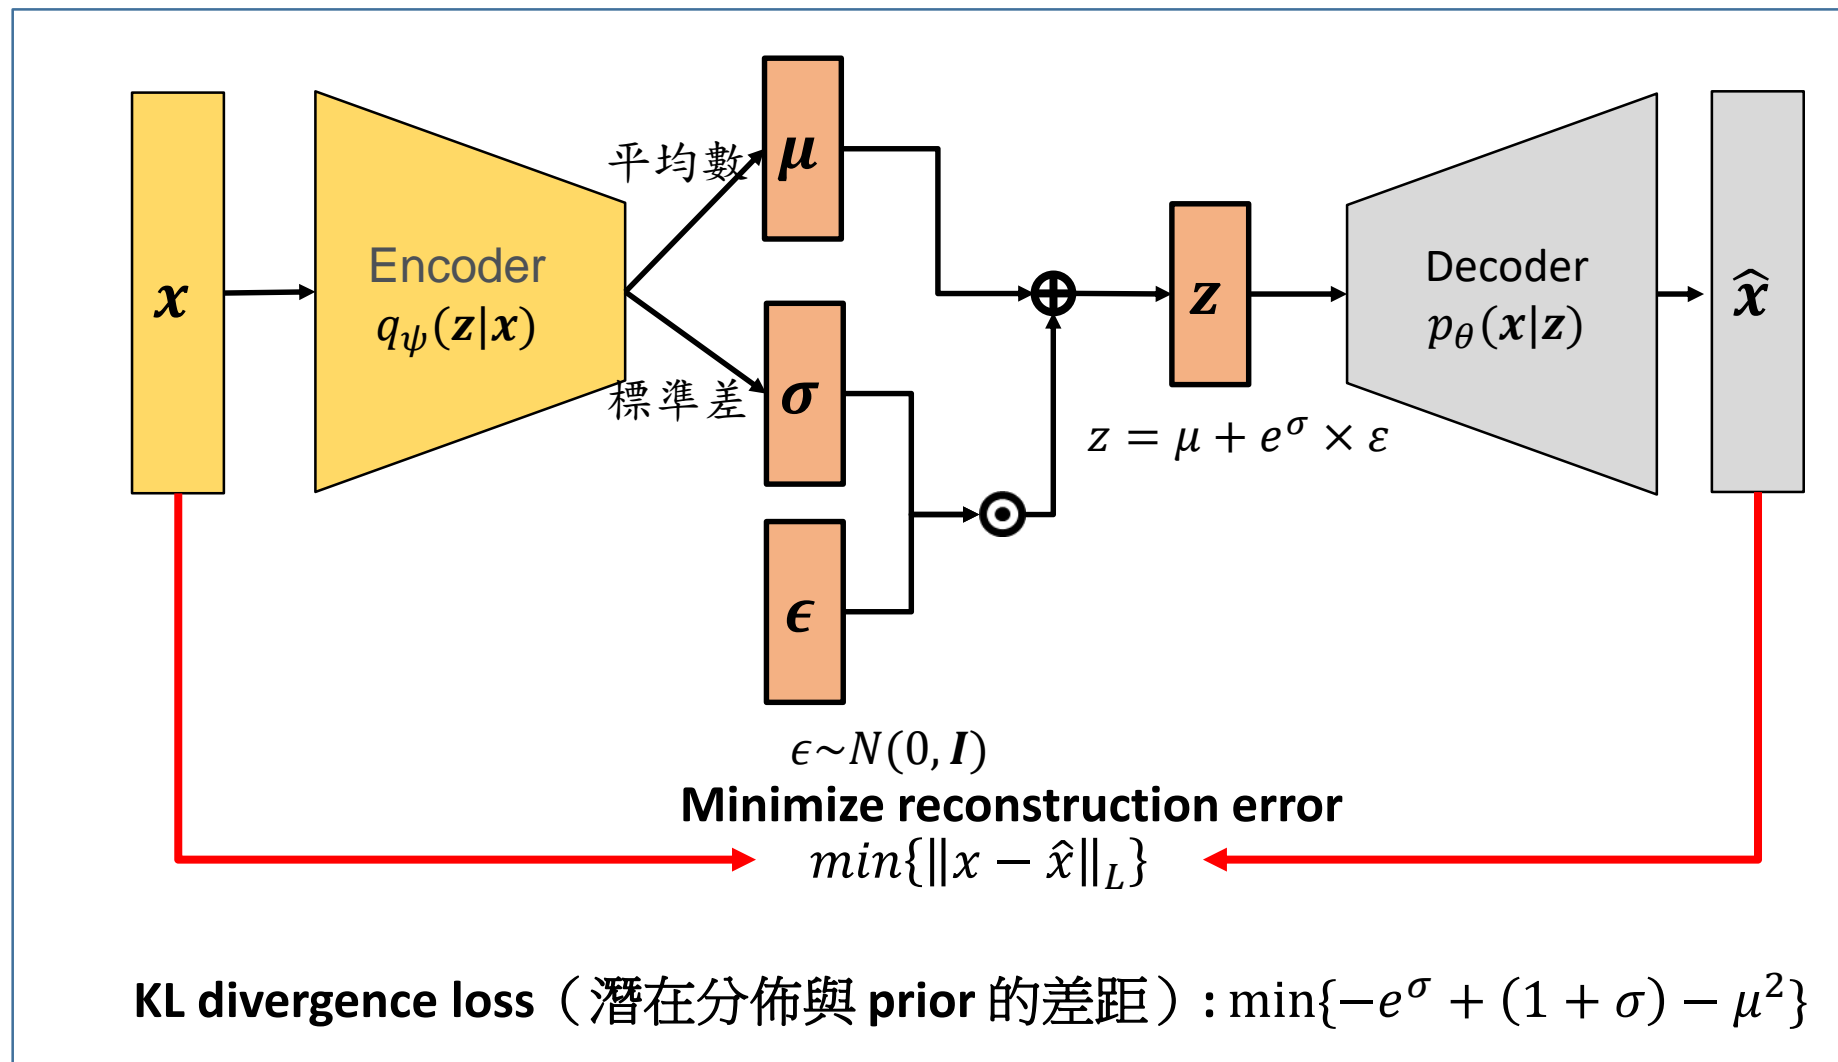 x
Encoder
q_ψ(z|x)
平均數
標準差
μ
σ
ϵ
ϵ~N(0, I)
z
z = μ + e^σ × ε
Decoder
p_θ(x|z)
x̂
Minimize reconstruction error
min{‖x − x̂‖_L}
KL divergence loss（潛在分佈與 prior 的差距）: min{−e^σ + (1 + σ) − μ²}